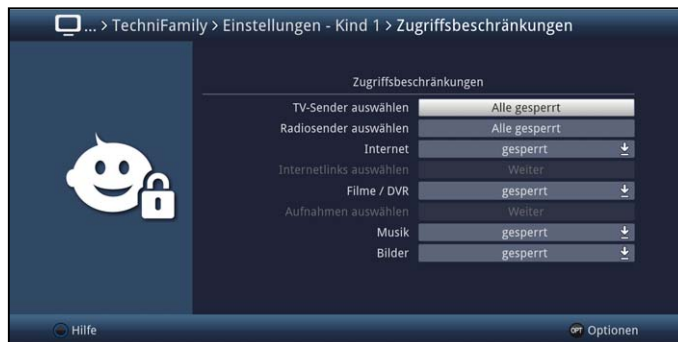 ... > TechniFamily > Einstellungen - Kind 1 > Zugriffsbeschränkungen
Zugriffsbeschränkungen
TV-Sender auswählen Alle gesperrt
Radiosender auswählen Alle gesperrt
Internet gesperrt
Internetlinks auswählen Weiter
Filme / DVR gesperrt
Aufnahmen auswählen Weiter
Musik gesperrt
Bilder gesperrt
Hilfe OPT Optionen